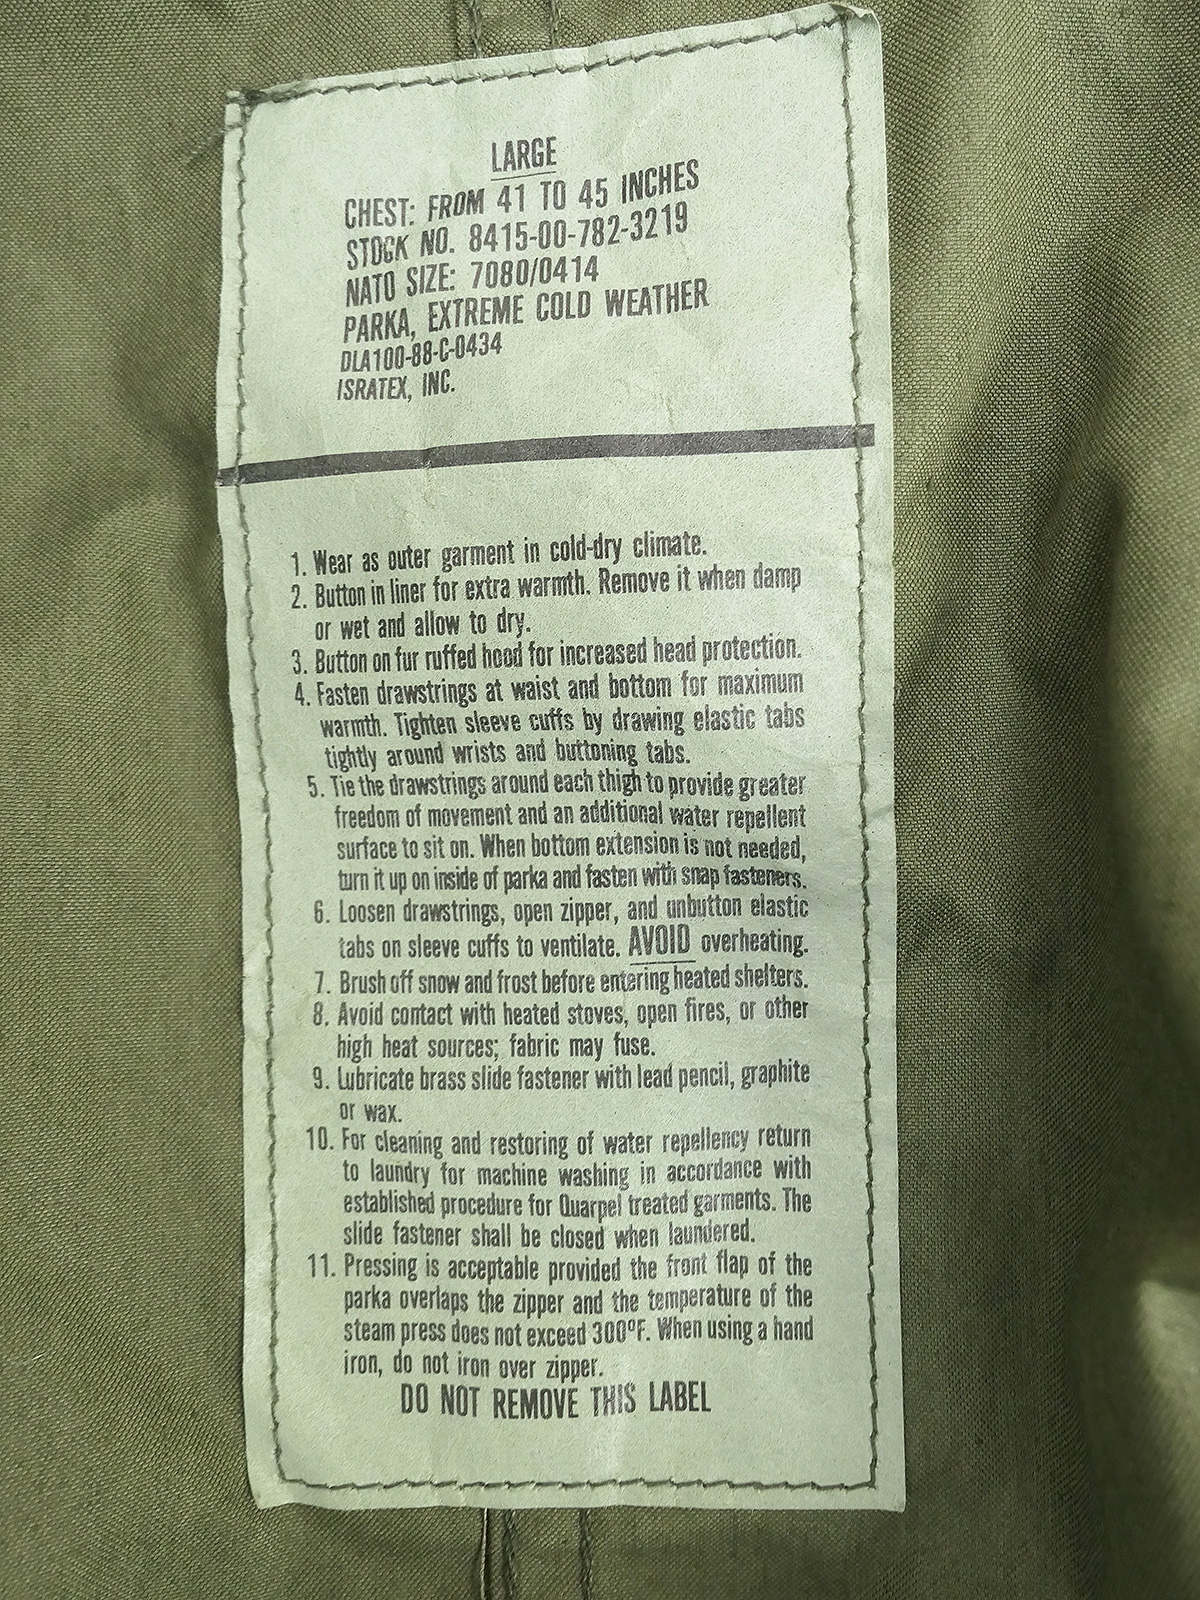 LARGE
CHEST: FROM 41 TO 45 INCHES
STOCK NO. 8415-00-782-3219
NATO SIZE: 7080/0414
PARKA, EXTREME COLD WEATHER
DLA100-88-C-0434
ISRATEX, INC.
1. Wear as outer garment in cold-dry climate.
2. Button in liner for extra warmth. Remove it when damp
or wet and allow to dry.
3. Button on fur ruffed hood for increased head protection.
4. Fasten drawstrings at waist and bottom for maximum
warmth. Tighten sleeve cuffs by drawing elastic tabs
tightly around wrists and buttoning tabs.
5. Tie the drawstrings around each thigh to provide greater
freedom of movement and an additional water repellent
surface to sit on. When bottom extension is not needed,
turn it up on inside of parka and fasten with snap fasteners.
6. Loosen drawstrings, open zipper, and unbutton elastic
tabs on sleeve cuffs to ventilate. AVOID overheating.
7. Brush off snow and frost before entering heated shelters.
8. Avoid contact with heated stoves, open fires, or other
high heat sources; fabric may fuse.
9. Lubricate brass slide fastener with lead pencil, graphite
or wax.
10. For cleaning and restoring of water repellency return
to laundry for machine washing in accordance with
established procedure for Quarpel treated garments. The
slide fastener shall be closed when laundered.
11. Pressing is acceptable provided the front flap of the
parka overlaps the zipper and the temperature of the
steam press does not exceed 300°F. When using a hand
iron, do not iron over zipper.
DO NOT REMOVE THIS LABEL